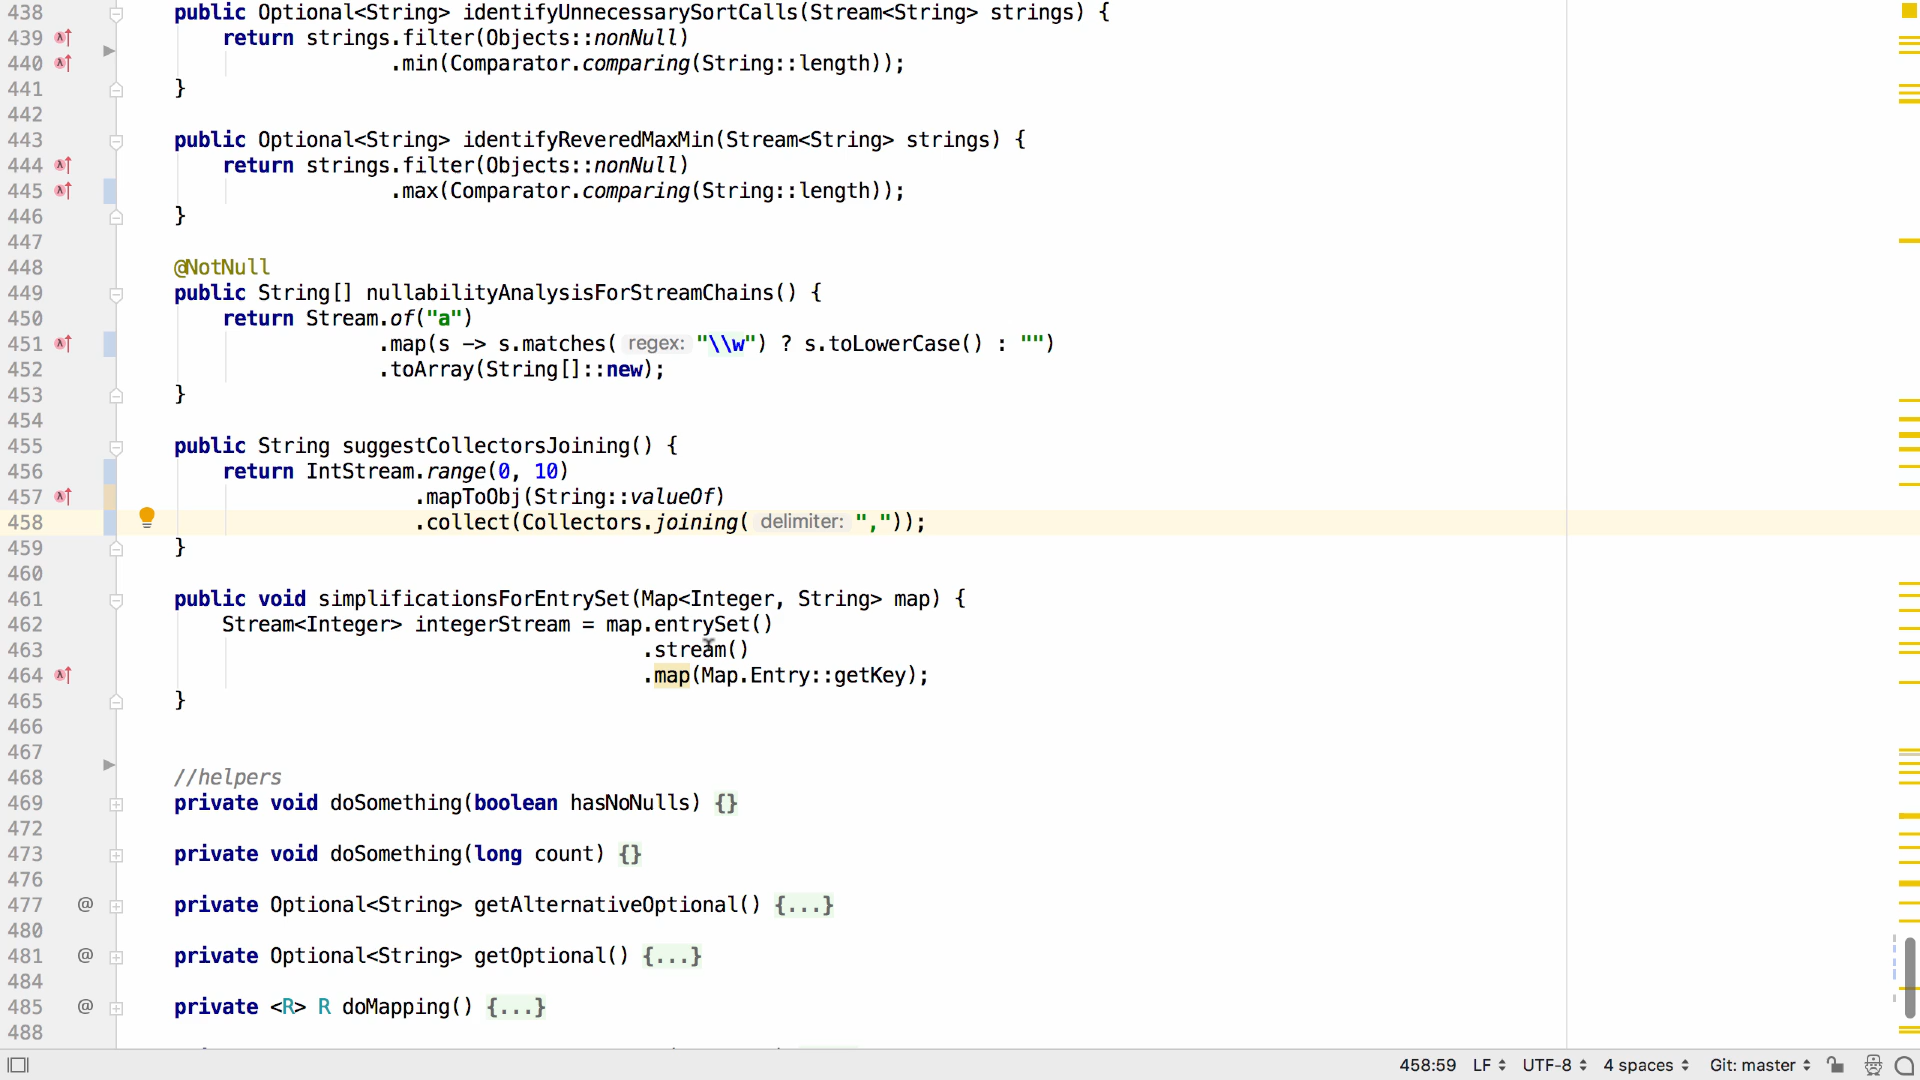 438 public Optional<String> identifyUnnecessarySortCalls(Stream<String> strings) {
439 return strings.filter(Objects::nonNull)
440 .min(Comparator.comparing(String::length));
441 }
442
443 public Optional<String> identifyReveredMaxMin(Stream<String> strings) {
444 return strings.filter(Objects::nonNull)
445 .max(Comparator.comparing(String::length));
446 }
447
448 @NotNull
449 public String[] nullabilityAnalysisForStreamChains() {
450 return Stream.of("a")
451 .map(s -> s.matches( regex: "\\w") ? s.toLowerCase() : "")
452 .toArray(String[]::new);
453 }
454
455 public String suggestCollectorsJoining() {
456 return IntStream.range(0, 10)
457 .mapToObj(String::valueOf)
458 .collect(Collectors.joining( delimiter: ","));
459 }
460
461 public void simplificationsForEntrySet(Map<Integer, String> map) {
462 Stream<Integer> integerStream = map.entrySet()
463 .stream()
464 .map(Map.Entry::getKey);
465 }
466
467
468 //helpers
469 private void doSomething(boolean hasNoNulls) {}
472
473 private void doSomething(long count) {}
476
477 @ private Optional<String> getAlternativeOptional() {...}
480
481 @ private Optional<String> getOptional() {...}
484
485 @ private <R> R doMapping() {...}
488
458:59 LF UTF-8 4 spaces Git: master